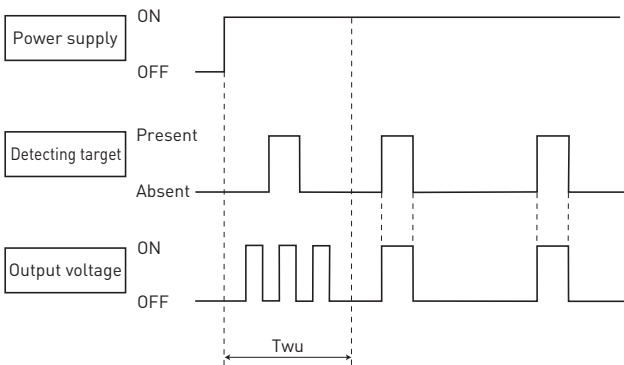 ON
Power supply
OFF
Present
Detecting target
Absent
ON
Output voltage
OFF
Twu